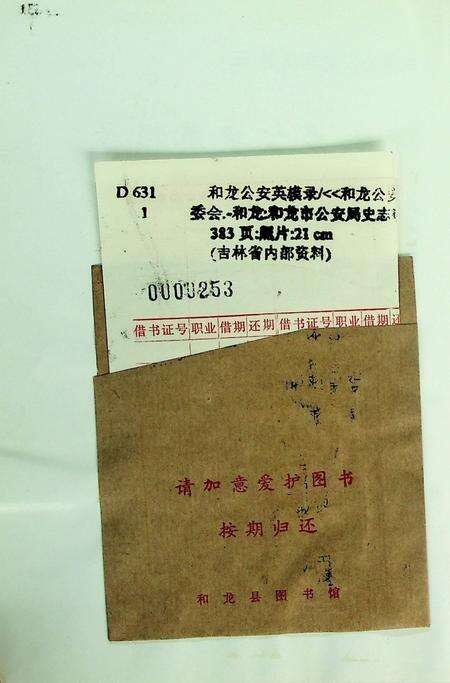 D 631 和龙公安英模录/<<和龙公安
1 委会.-和龙:和龙市公安局史志
383 页:照片:21 cm
(吉林省内部资料)
0000253
借书证号 职业 借期 还期 借书证号 职业 借期 还
请加意爱护图书
按期归还
和龙县图书馆